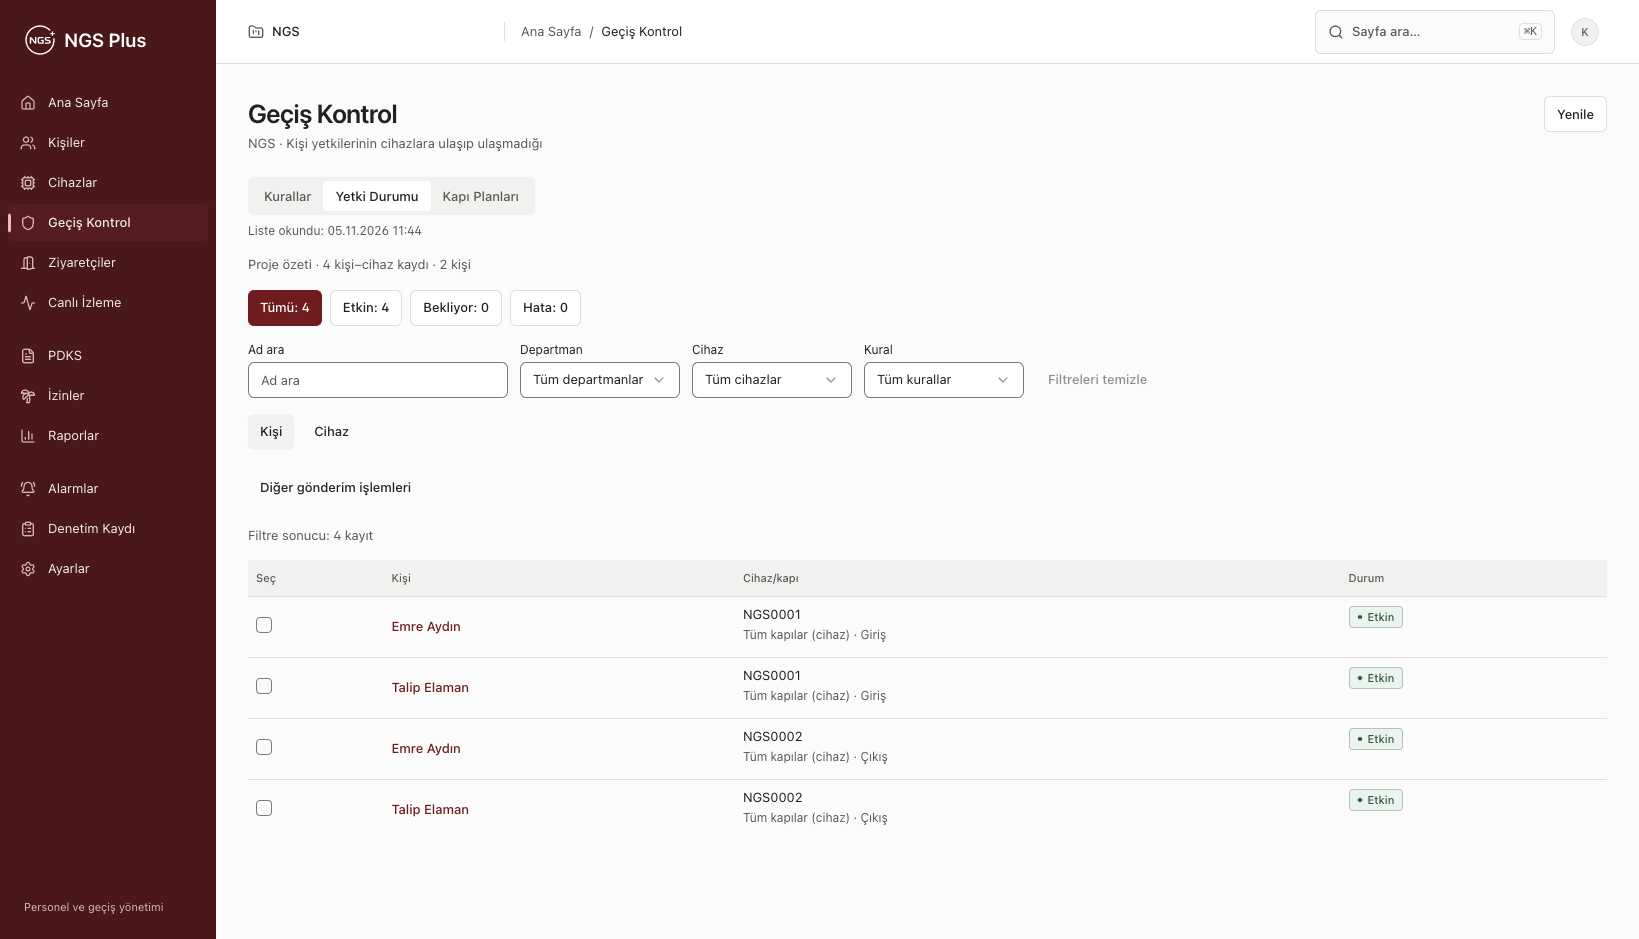 NGS+ NGS Plus
Ana Sayfa
Kişiler
Cihazlar
Geçiş Kontrol
Ziyaretçiler
Canlı İzleme
PDKS
İzinler
Raporlar
Alarmlar
Denetim Kaydı
Ayarlar
Personel ve geçiş yönetimi
NGS
Ana Sayfa / Geçiş Kontrol
Sayfa ara... ⌘K
K
Geçiş Kontrol
Yenile
NGS · Kişi yetkilerinin cihazlara ulaşıp ulaşmadığı
Kurallar Yetki Durumu Kapı Planları
Liste okundu: 05.11.2026 11:44
Proje özeti · 4 kişi–cihaz kaydı · 2 kişi
Tümü: 4 Etkin: 4 Bekliyor: 0 Hata: 0
Ad ara Departman Cihaz Kural
Ad ara Tüm departmanlar Tüm cihazlar Tüm kurallar Filtreleri temizle
Kişi Cihaz
Diğer gönderim işlemleri
Filtre sonucu: 4 kayıt
Seç Kişi Cihaz/kapı Durum
Emre Aydın NGS0001 Etkin
Tüm kapılar (cihaz) · Giriş
Talip Elaman NGS0001 Etkin
Tüm kapılar (cihaz) · Giriş
Emre Aydın NGS0002 Etkin
Tüm kapılar (cihaz) · Çıkış
Talip Elaman NGS0002 Etkin
Tüm kapılar (cihaz) · Çıkış